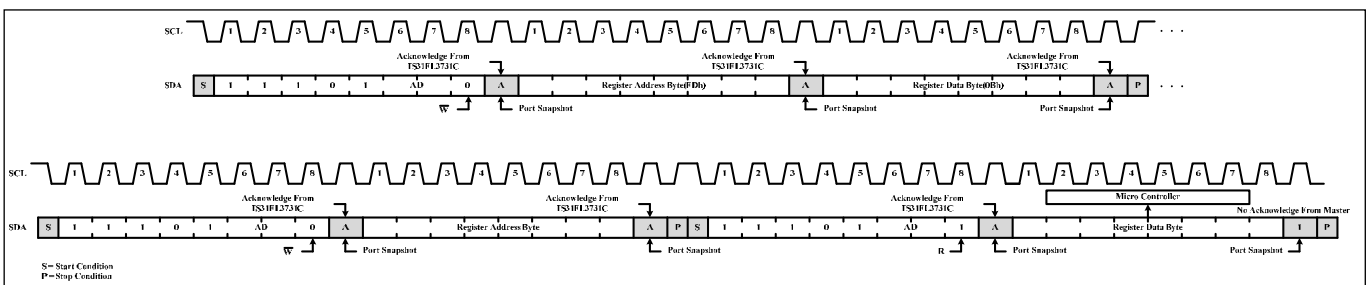 SCL 1 2 3 4 5 6 7 8 1 2 3 4 5 6 7 8 1 2 3 4 5 6 7 8 . . .
Acknowledge From Acknowledge From Acknowledge From
IS31FL3731C IS31FL3731C IS31FL3731C
SDA S 1 1 1 0 1 AD 0 A Register Address Byte(FDh) A Register Data Byte(0Bh) A P . . .
W Port Snapshot Port Snapshot Port Snapshot
SCL 1 2 3 4 5 6 7 8 1 2 3 4 5 6 7 8 1 2 3 4 5 6 7 8 1 2 3 4 5 6 7 8
Acknowledge From Acknowledge From Acknowledge From Micro Controller
IS31FL3731C IS31FL3731C IS31FL3731C No Acknowledge From Master
SDA S 1 1 1 0 1 AD 0 A Register Address Byte A P S 1 1 1 0 1 AD 1 A Register Data Byte 1 P
W Port Snapshot Port Snapshot R Port Snapshot Port Snapshot
S= Start Condition
P= Stop Condition